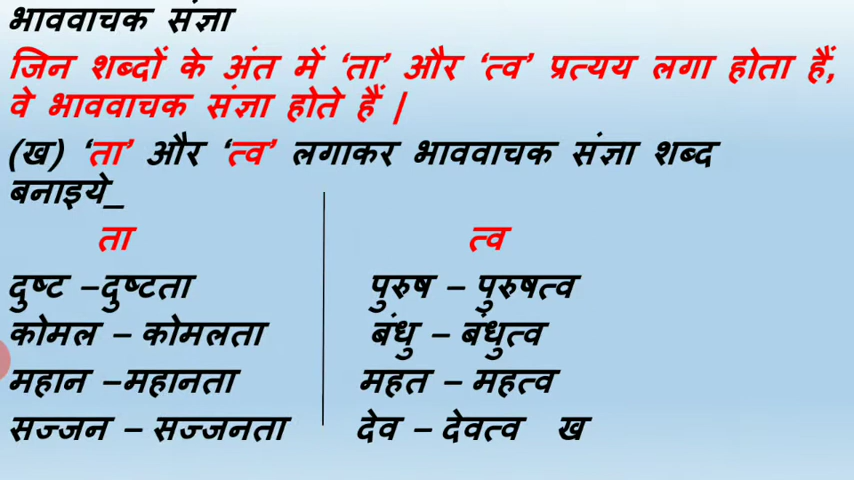 भाववाचक संज्ञा
जिन शब्दों के अंत में ‘ता’ और ‘त्व’ प्रत्यय लगा होता हैं,
वे भाववाचक संज्ञा होते हैं |
(ख) ‘ता’ और ‘त्व’ लगाकर भाववाचक संज्ञा शब्द
बनाइये_
ता
दुष्ट –दुष्टता
कोमल – कोमलता
महान –महानता
सज्जन – सज्जनता
त्व
पुरुष – पुरुषत्व
बंधु – बंधुत्व
महत – महत्व
देव – देवत्व ख